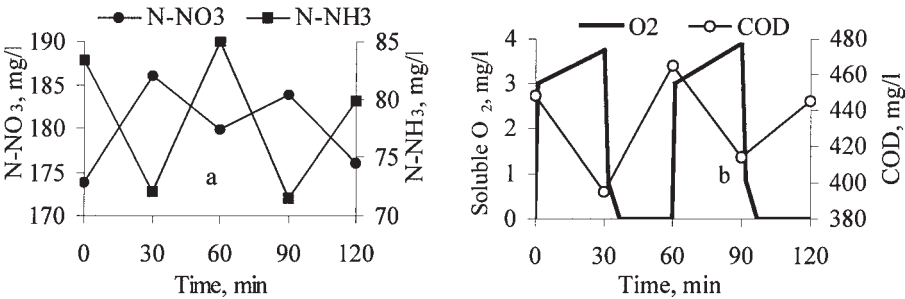 N-NO3 N-NH3
N-NO3, mg/l
190
185
180
175
170
a
85
80
75
70
N-NH3, mg/l
0 30 60 90 120
Time, min
O2 COD
Soluble O 2, mg/l
4
3
2
1
0
b
480
460
440
420
400
380
COD, mg/l
0 30 60 90 120
Time, min